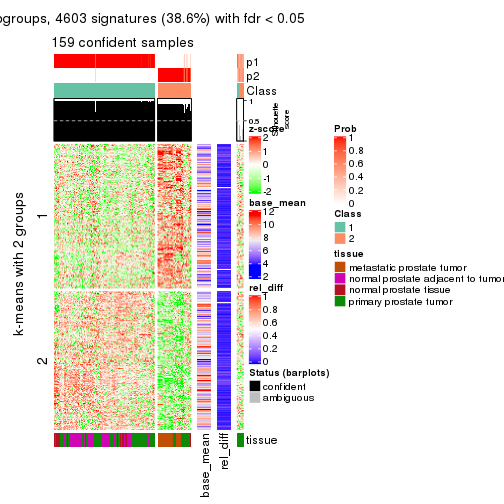 ogroups, 4603 signatures (38.6%) with fdr < 0.05
159 confident samples
p1
p2
Class
1
0.5
0
Silhouette
score
k-means with 2 groups
1
2
z-score
2
1
0
-1
-2
base_mean
12
10
8
6
4
2
rel_diff
1
0.8
0.6
0.4
0.2
0
Status (barplots)
confident
ambiguous
Prob
1
0.8
0.6
0.4
0.2
0
Class
1
2
tissue
metastatic prostate tumor
normal prostate adjacent to tumor
normal prostate tissue
primary prostate tumor
base_mean
rel_diff
tissue